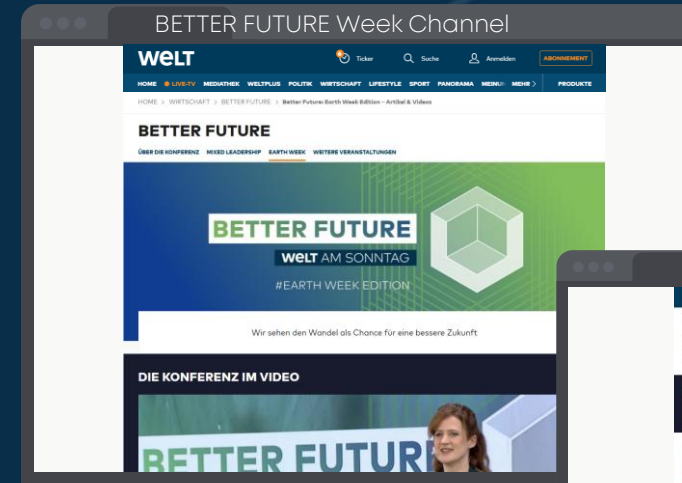 BETTER FUTURE Week Channel
WELT
Ticker Suche Anmelden ABONNEMENT
HOME LIVE-TV MEDIATHEK WELTPLUS POLITIK WIRTSCHAFT LIFESTYLE SPORT PANORAMA MEINU MEHR > PRODUKTE
HOME > WIRTSCHAFT > BETTER FUTURE > Better Future: Earth Week Edition – Artikel & Videos
BETTER FUTURE
ÜBER DIE KONFERENZ MIXED LEADERSHIP EARTH WEEK WEITERE VERANSTALTUNGEN
BETTER FUTURE
WELT AM SONNTAG
#EARTH WEEK EDITION
Wir sehen den Wandel als Chance für eine bessere Zukunft
DIE KONFERENZ IM VIDEO
BETTER FUTUR